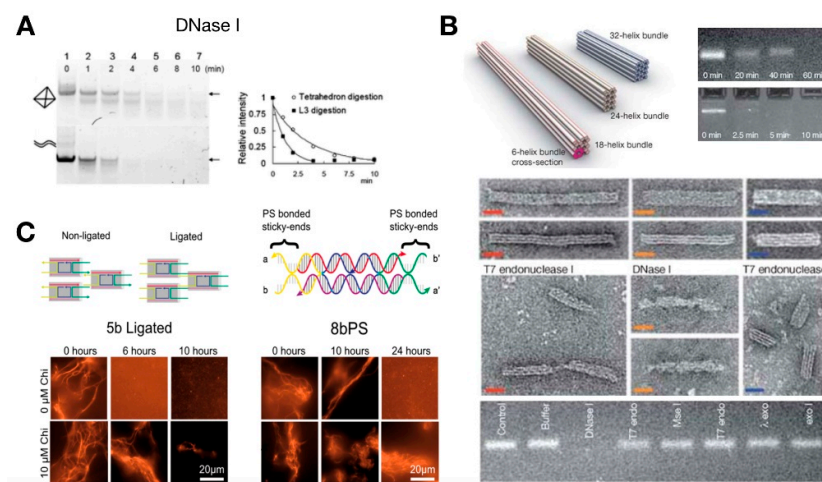 A
DNase I
1 2 3 4 5 6 7
0 1 2 4 6 8 10 (min)
Relative intensity
1
0.75
0.5
0.25
0
Tetrahedron digestion
L3 digestion
0 2.5 5 7.5 10
min
B
32-helix bundle
24-helix bundle
18-helix bundle
6-helix bundle
cross-section
0 min 20 min 40 min 60 min
0 min 2.5 min 5 min 10 min
T7 endonuclease I
DNase I
T7 endonuclease
Control
Buffer
DNase I
T7 endo
Mse I
T7 endo
λ exo
exo I
C
Non-ligated
Ligated
PS bonded
sticky-ends
PS bonded
sticky-ends
a b'
b a'
5b Ligated
8bPS
0 hours 6 hours 10 hours
0 hours 10 hours 24 hours
0 µM Chi
10 µM Chi
20µm
20µm